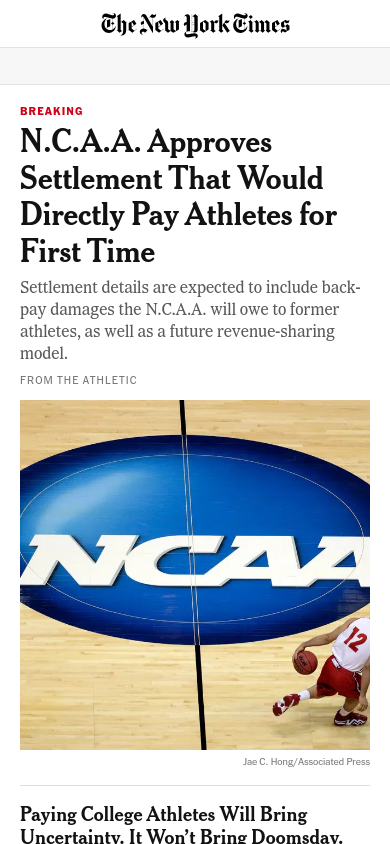 The New York Times
BREAKING
N.C.A.A. Approves
Settlement That Would
Directly Pay Athletes for
First Time
Settlement details are expected to include back-
pay damages the N.C.A.A. will owe to former
athletes, as well as a future revenue-sharing
model.
FROM THE ATHLETIC
NCAA
12
Jae C. Hong/Associated Press
Paying College Athletes Will Bring
Uncertainty. It Won’t Bring Doomsday.